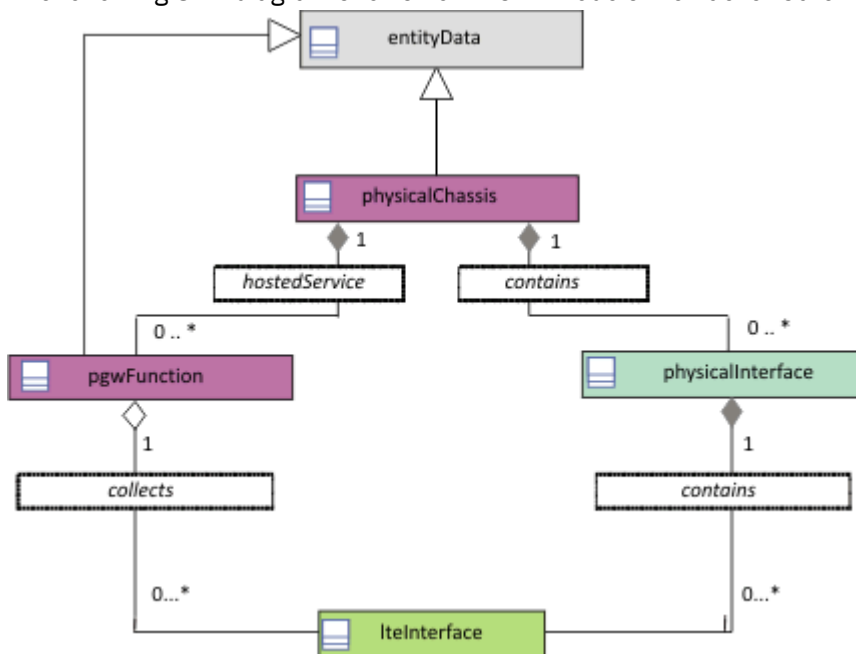 entityData
physicalChassis
1
1
hostedService
contains
0 .. *
0 .. *
pgwFunction
physicalInterface
1
1
collects
contains
0...*
0...*
lteInterface